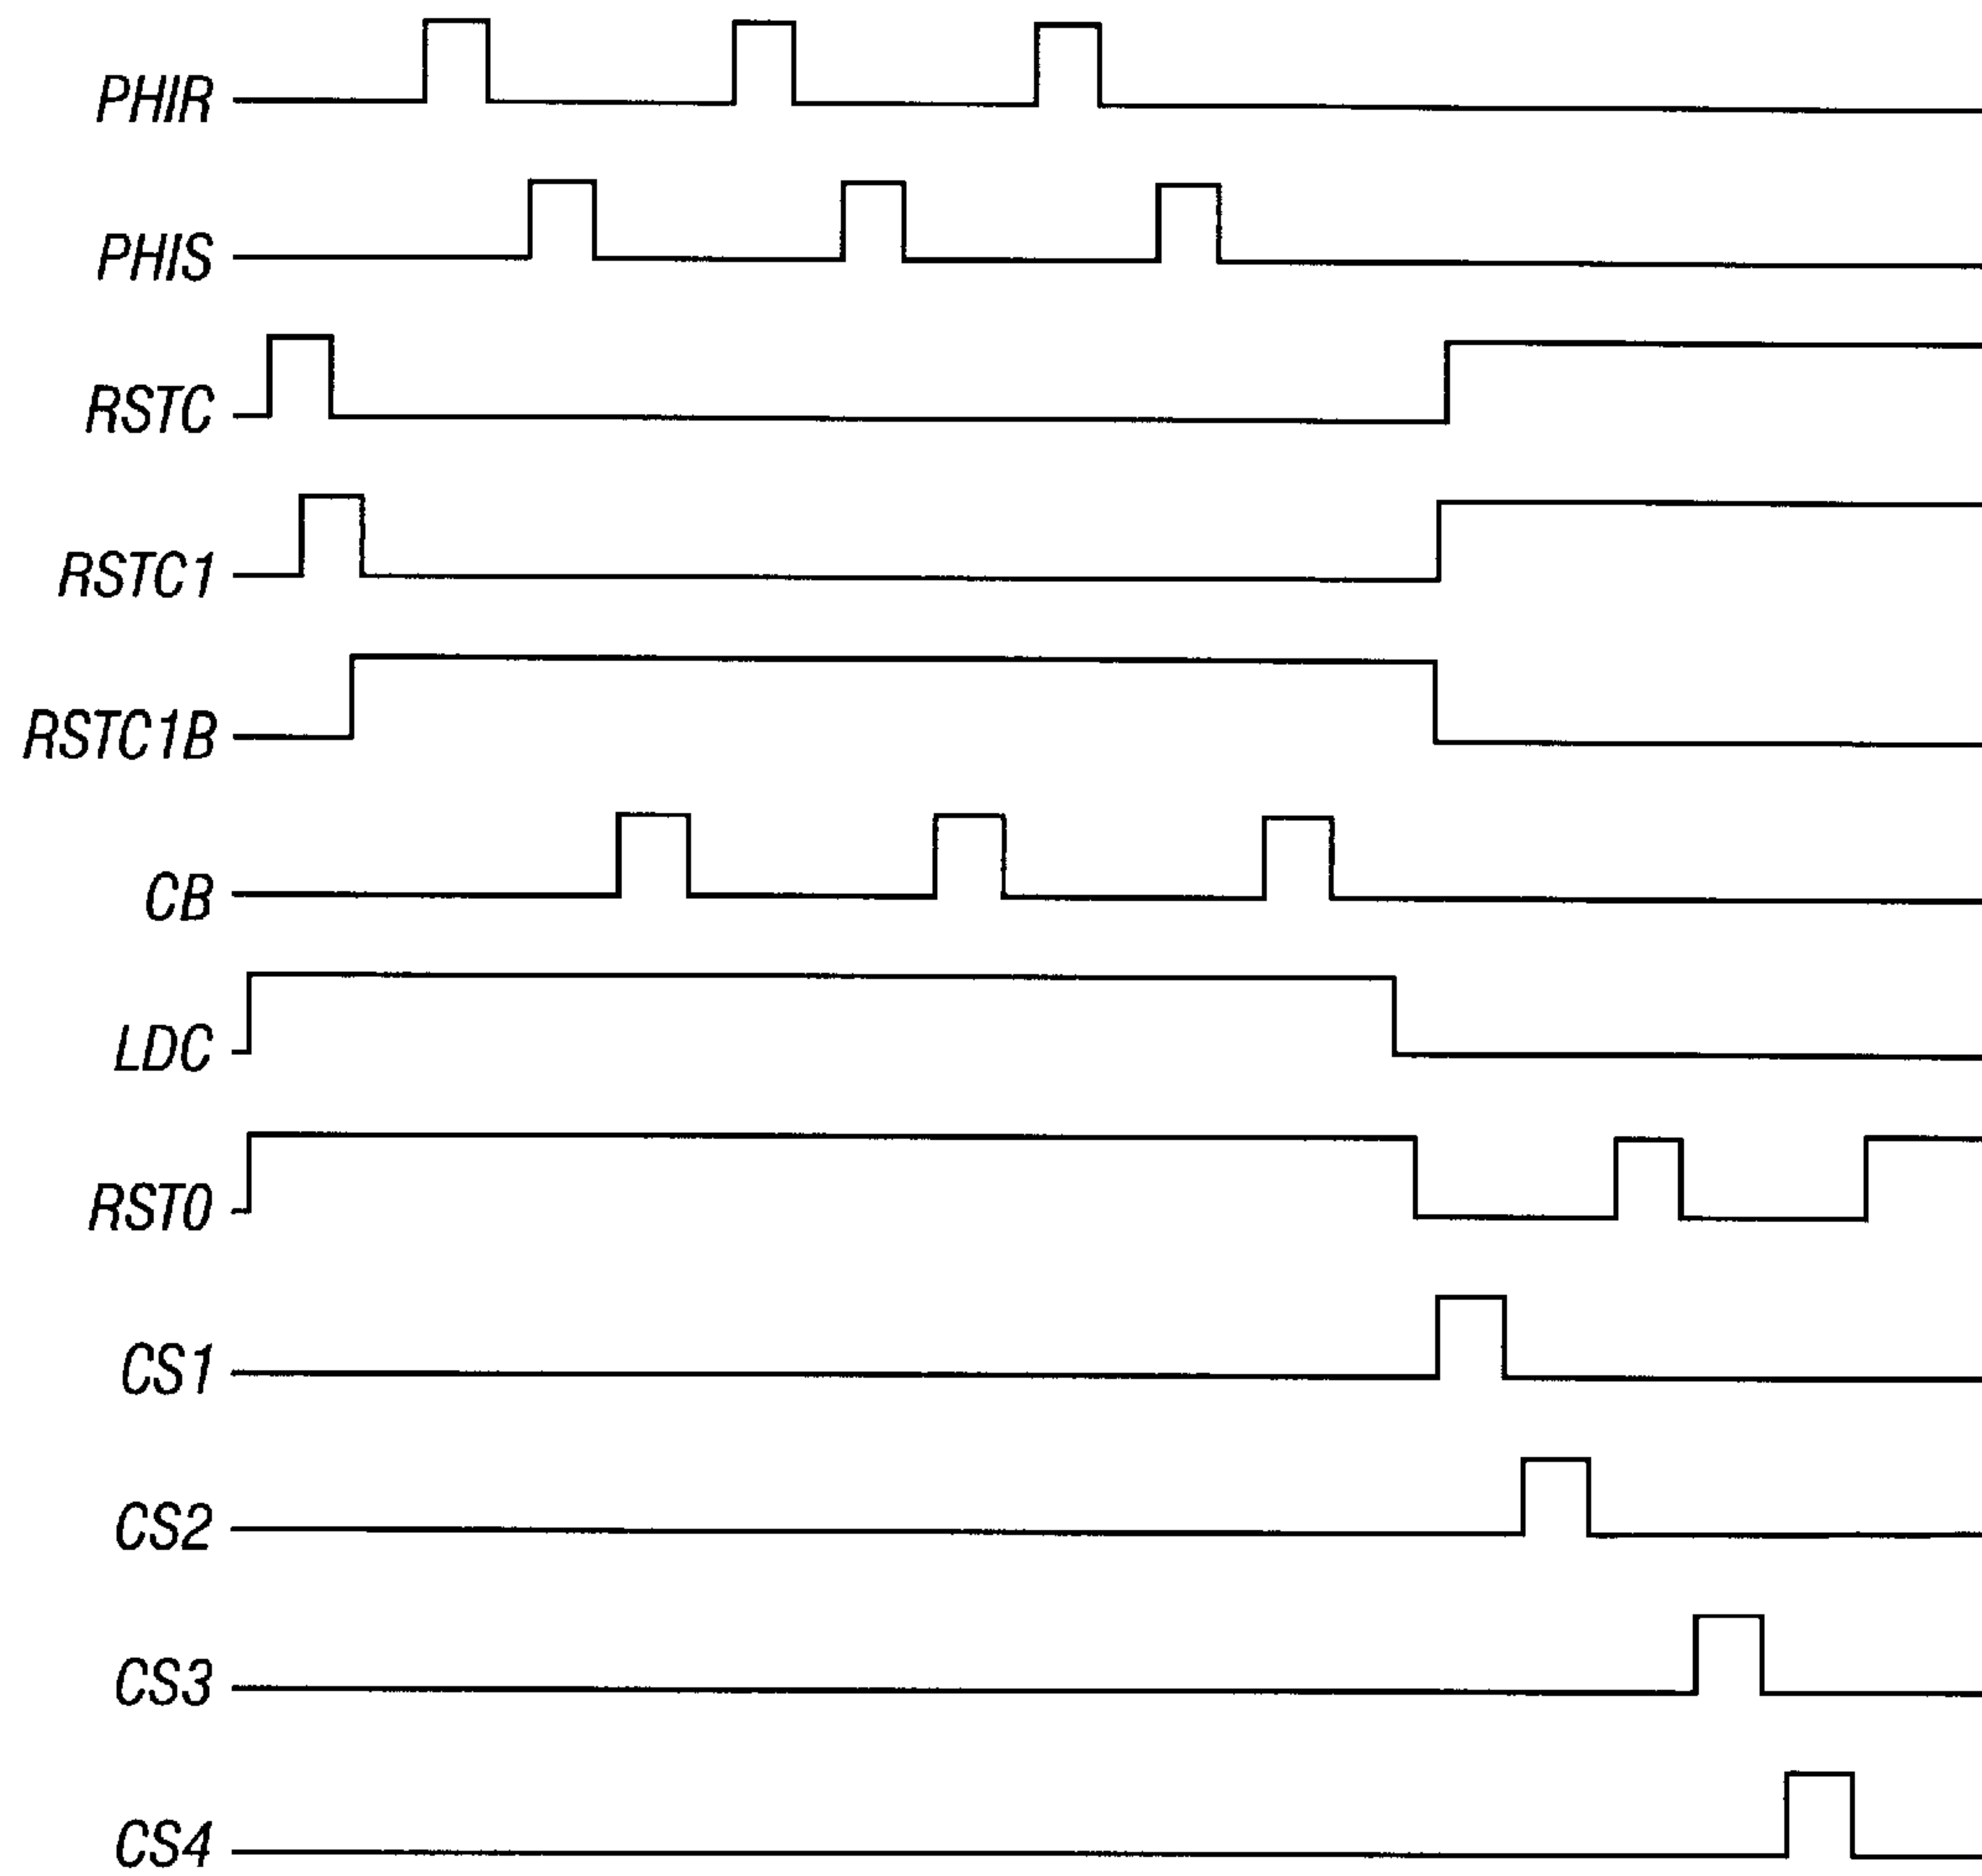 PHIR
PHIS
RSTC
RSTC1
RSTC1B
CB
LDC
RST0
CS1
CS2
CS3
CS4